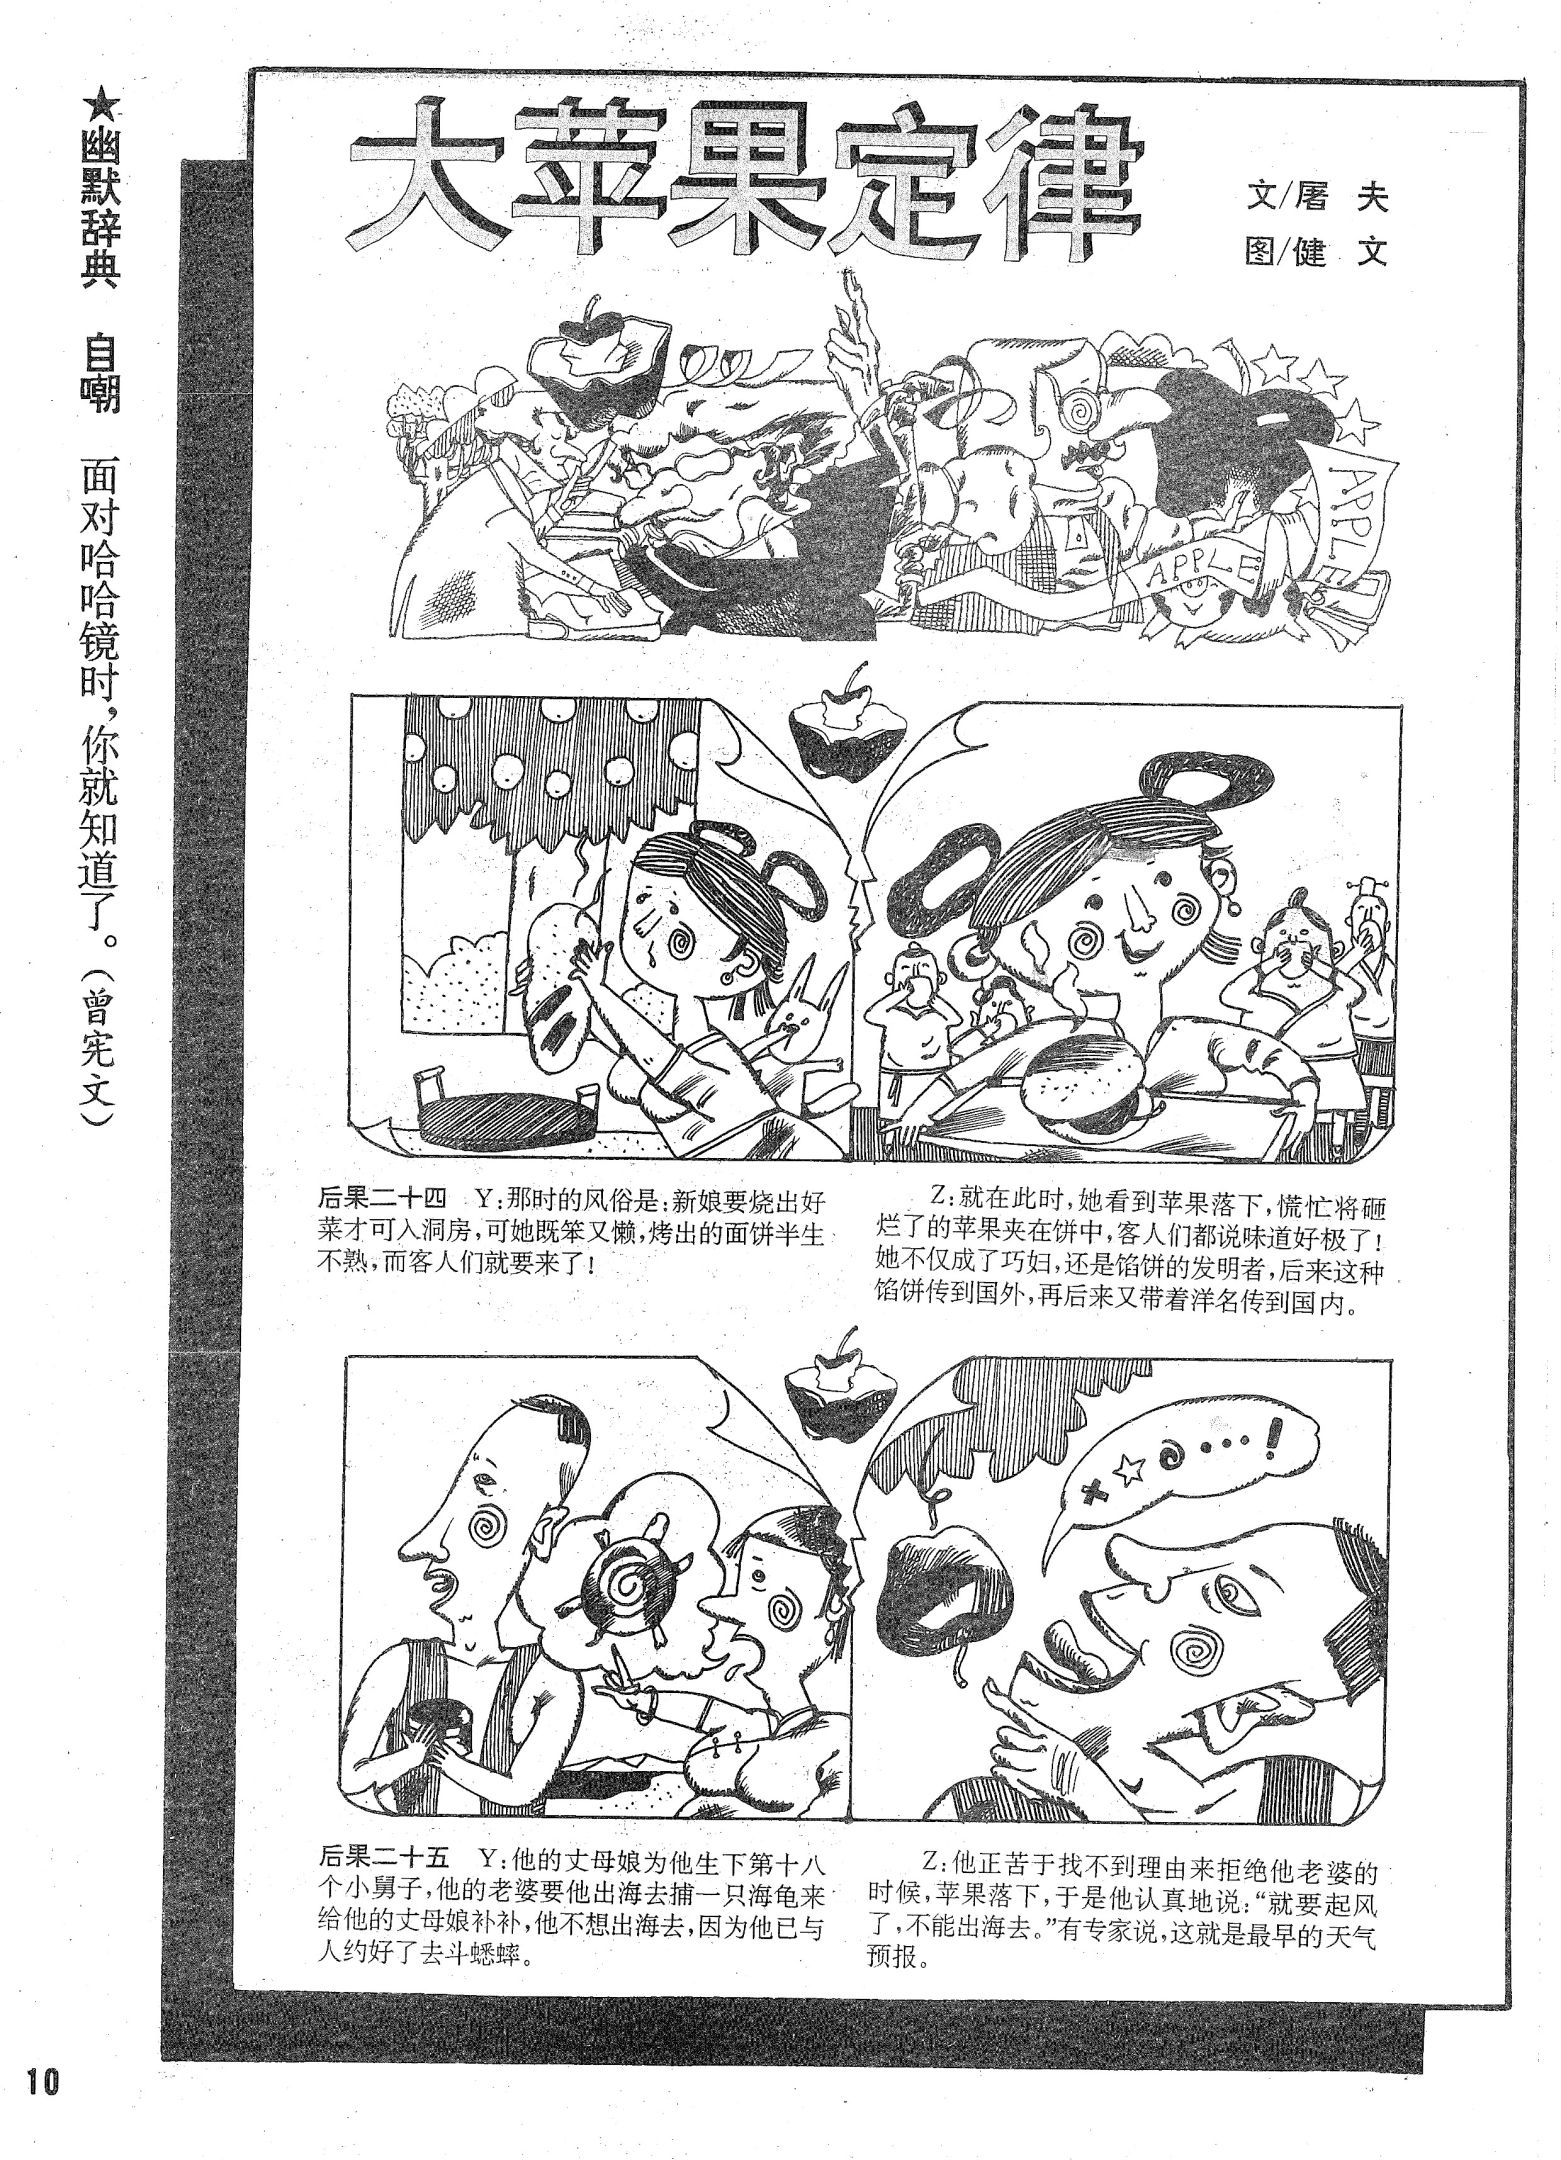 ★幽默辞典 自嘲 面对哈哈镜时,你就知道了。(曾宪文)
大苹果定律
文/屠 夫
图/健 文
APPLE
APPLE
后果二十四 Y:那时的风俗是:新娘要烧出好
菜才可入洞房,可她既笨又懒,烤出的面饼半生
不熟,而客人们就要来了!
Z:就在此时,她看到苹果落下,慌忙将砸
烂了的苹果夹在饼中,客人们都说味道好极了!
她不仅成了巧妇,还是馅饼的发明者,后来这种
馅饼传到国外,再后来又带着洋名传到国内。
×☆@···!
后果二十五 Y:他的丈母娘为他生下第十八
个小舅子,他的老婆要他出海去捕一只海龟来
给他的丈母娘补补,他不想出海去,因为他已与
人约好了去斗蟋蟀。
Z:他正苦于找不到理由来拒绝他老婆的
时候,苹果落下,于是他认真地说:“就要起风
了,不能出海去。”有专家说,这就是最早的天气
预报。
10